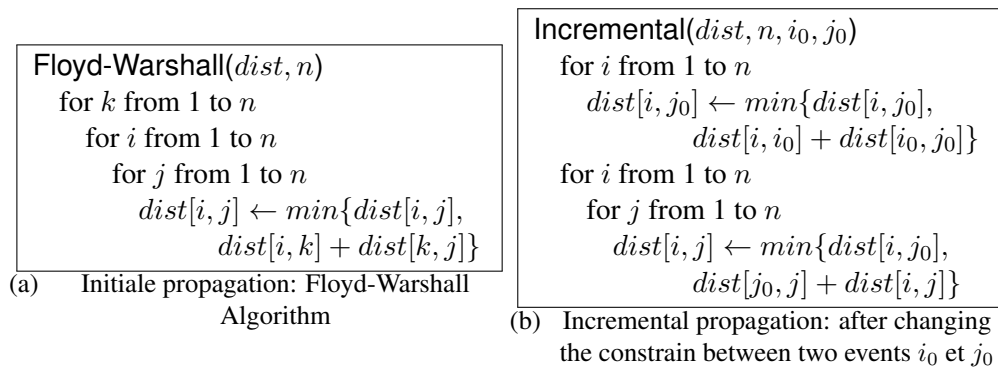 Floyd-Warshall(dist, n)
for k from 1 to n
for i from 1 to n
for j from 1 to n
dist[i, j] ← min{dist[i, j],
dist[i, k] + dist[k, j]}
(a) Initiale propagation: Floyd-Warshall
Algorithm
Incremental(dist, n, i₀, j₀)
for i from 1 to n
dist[i, j₀] ← min{dist[i, j₀],
dist[i, i₀] + dist[i₀, j₀]}
for i from 1 to n
for j from 1 to n
dist[i, j] ← min{dist[i, j₀],
dist[j₀, j] + dist[i, j]}
(b) Incremental propagation: after changing
the constrain between two events i₀ et j₀